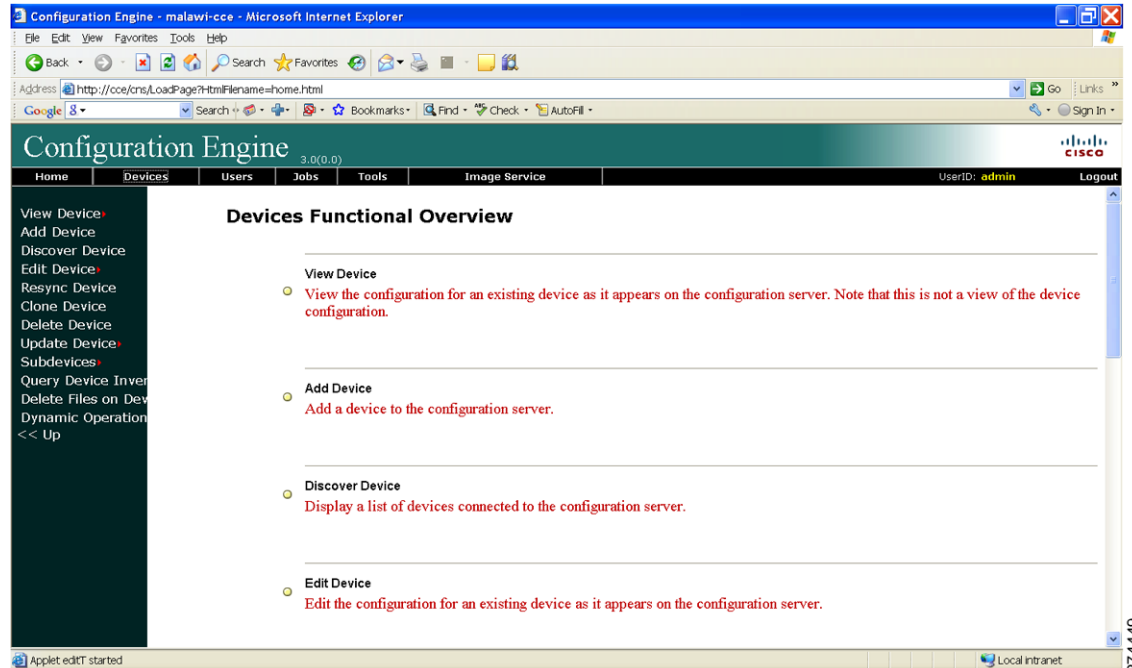 Configuration Engine - malawi-cce - Microsoft Internet Explorer
File Edit View Favorites Tools Help
Back Search Favorites
Address http://cce/cns/LoadPage?HtmlFilename=home.html Go Links »
Google Search Bookmarks Find Check AutoFill Sign In
Configuration Engine 3.0(0.0)
CISCO
Home Devices Users Jobs Tools Image Service UserID: admin Logout
View Device
Add Device
Discover Device
Edit Device
Resync Device
Clone Device
Delete Device
Update Device
Subdevices
Query Device Inver
Delete Files on Dev
Dynamic Operation
<< Up
Devices Functional Overview
View Device
View the configuration for an existing device as it appears on the configuration server. Note that this is not a view of the device
configuration.
Add Device
Add a device to the configuration server.
Discover Device
Display a list of devices connected to the configuration server.
Edit Device
Edit the configuration for an existing device as it appears on the configuration server.
Applet editT started
Local intranet